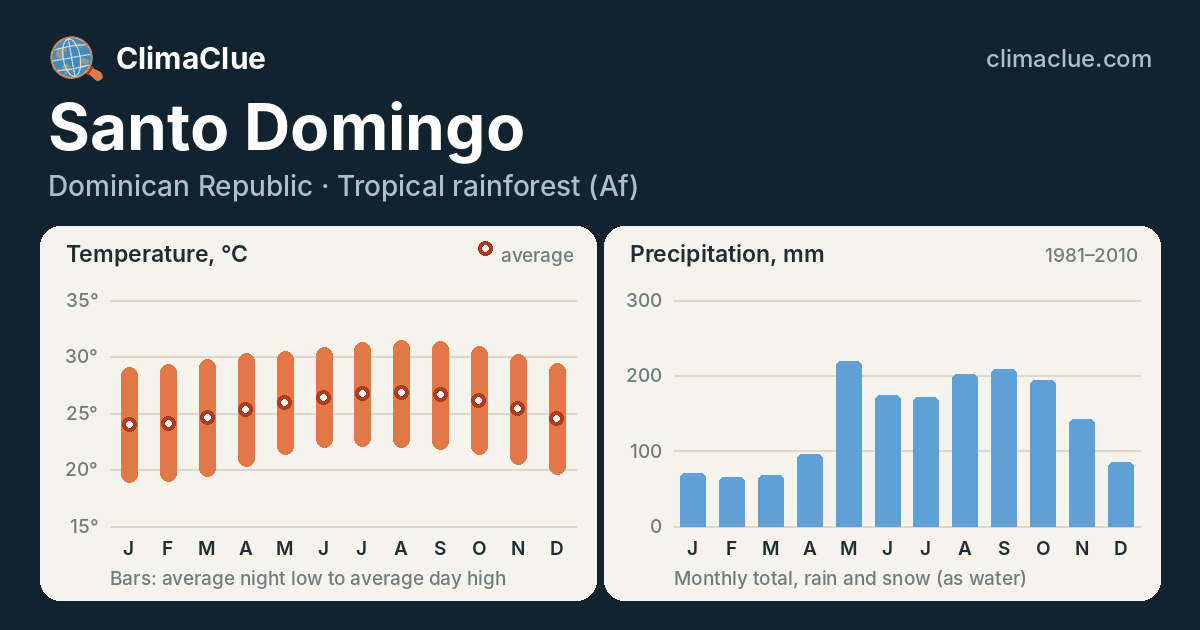 ClimaClue
climaclue.com
Santo Domingo
Dominican Republic · Tropical rainforest (Af)
Temperature, °C
average
35°
30°
25°
20°
15°
J F M A M J J A S O N D
Bars: average night low to average day high
Precipitation, mm
1981–2010
300
200
100
0
J F M A M J J A S O N D
Monthly total, rain and snow (as water)